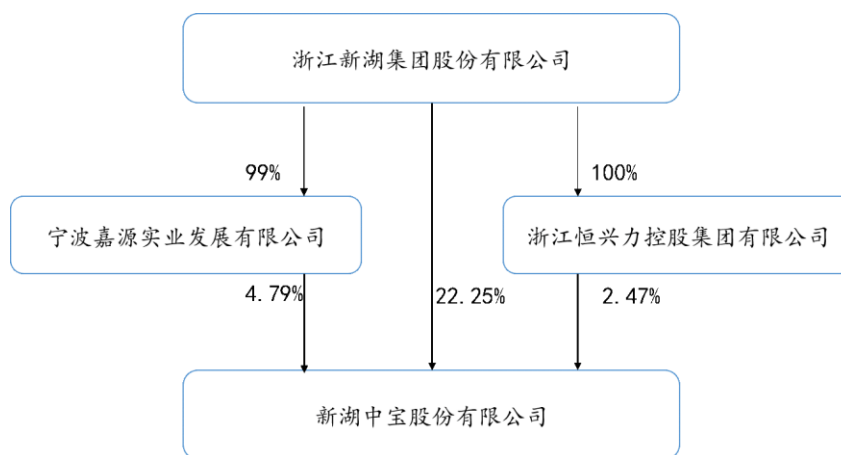 浙江新湖集团股份有限公司
99%
100%
宁波嘉源实业发展有限公司
浙江恒兴力控股集团有限公司
4.79%
22.25%
2.47%
新湖中宝股份有限公司